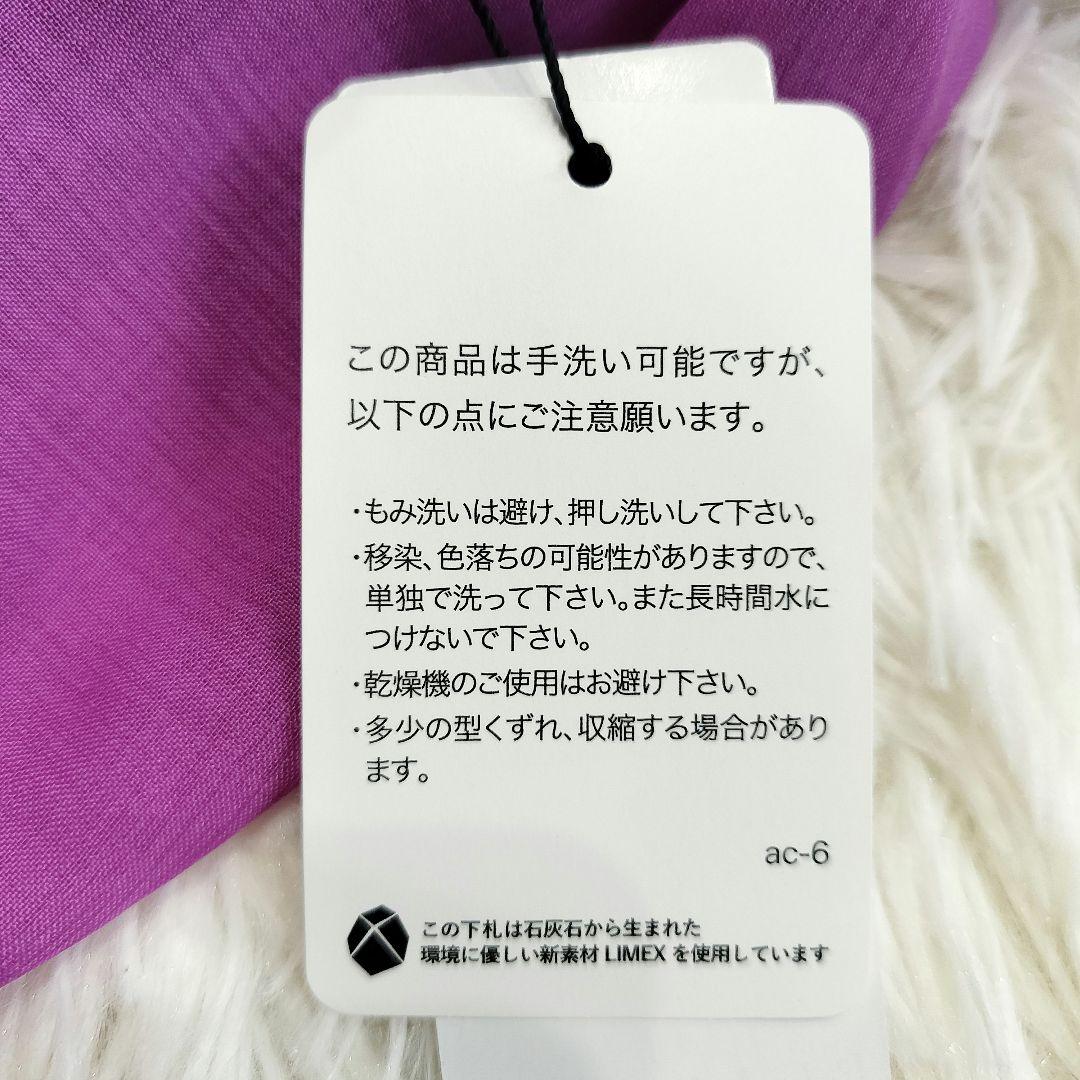 この商品は手洗い可能ですが、
以下の点にご注意願います。
・もみ洗いは避け、押し洗いして下さい。
・移染、色落ちの可能性がありますので、
単独で洗って下さい。また長時間水に
つけないで下さい。
・乾燥機のご使用はお避け下さい。
・多少の型くずれ、収縮する場合があり
ます。
ac-6
この下札は石灰石から生まれた
環境に優しい新素材 LIMEX を使用しています